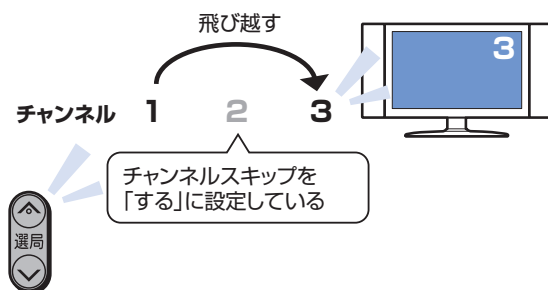 飛び越す
3
チャンネル 1 2 3
チャンネルスキップを
「する」に設定している
選局